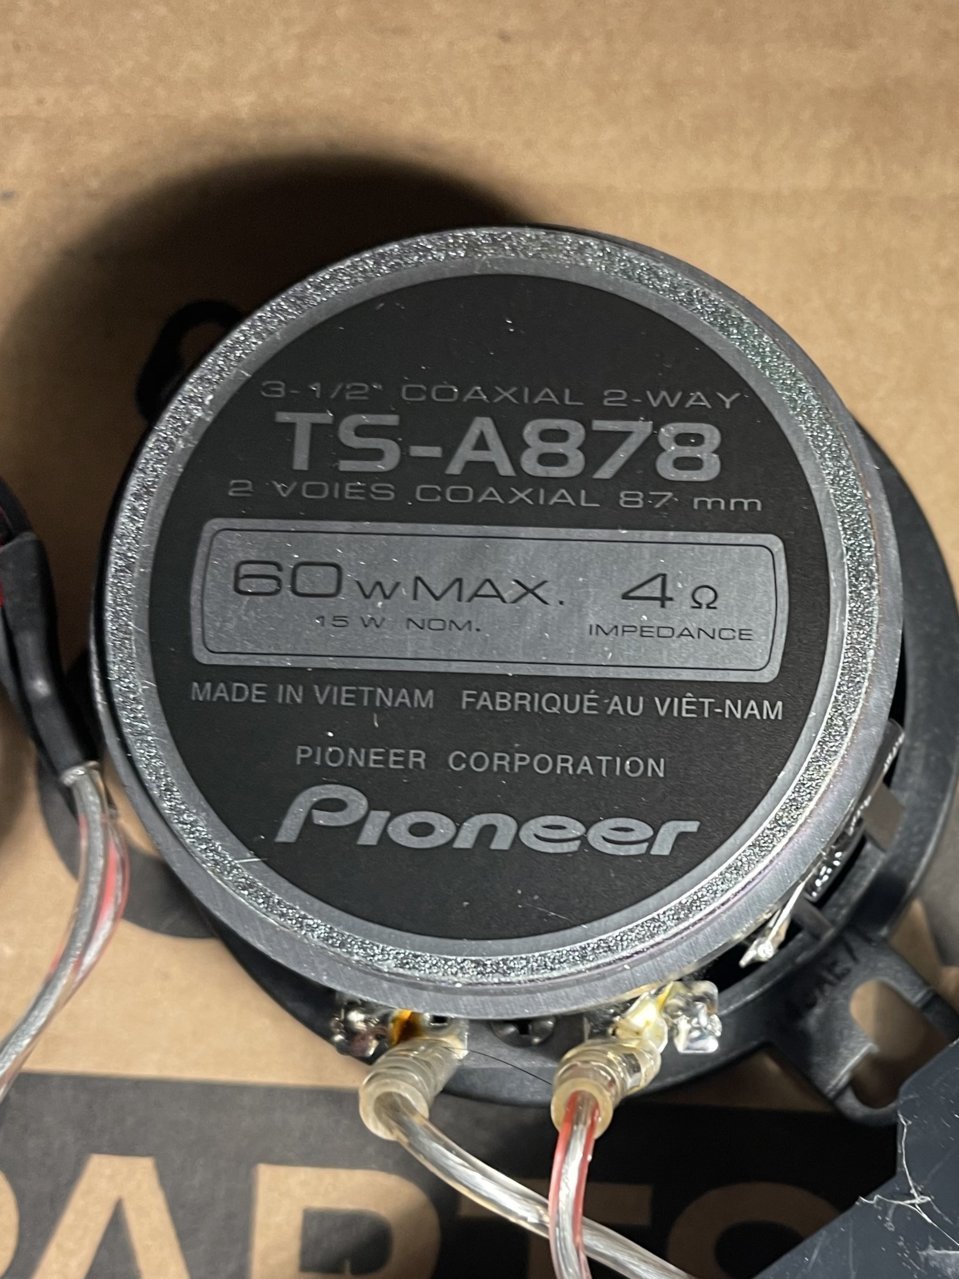 3-1/2" COAXIAL 2-WAY
TS-A878
2 VOIES COAXIAL 87 mm
60 W MAX. 4 Ω
15 W NOM. IMPEDANCE
MADE IN VIETNAM FABRIQUÉ AU VIÊT-NAM
PIONEER CORPORATION
Pioneer
PARTS